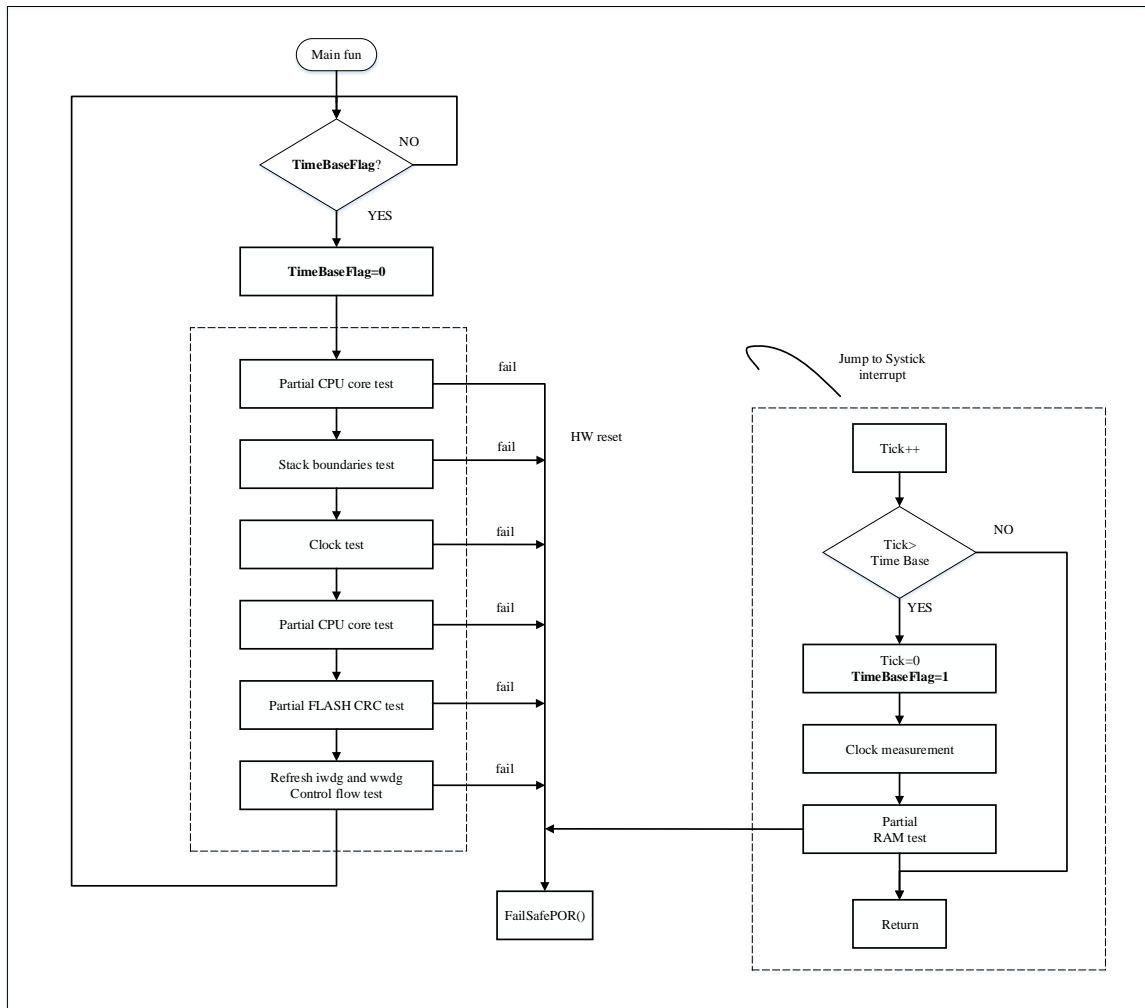 Main fun
NO
TimeBaseFlag?
YES
TimeBaseFlag=0
Partial CPU core test
fail
HW reset
Stack boundaries test
fail
Clock test
fail
Partial CPU core test
fail
Partial FLASH CRC test
fail
Refresh iwdg and wwdg
Control flow test
fail
FailSafePOR()
Jump to Systick
interrupt
Tick++
Tick>
Time Base
NO
YES
Tick=0
TimeBaseFlag=1
Clock measurement
Partial
RAM test
Return